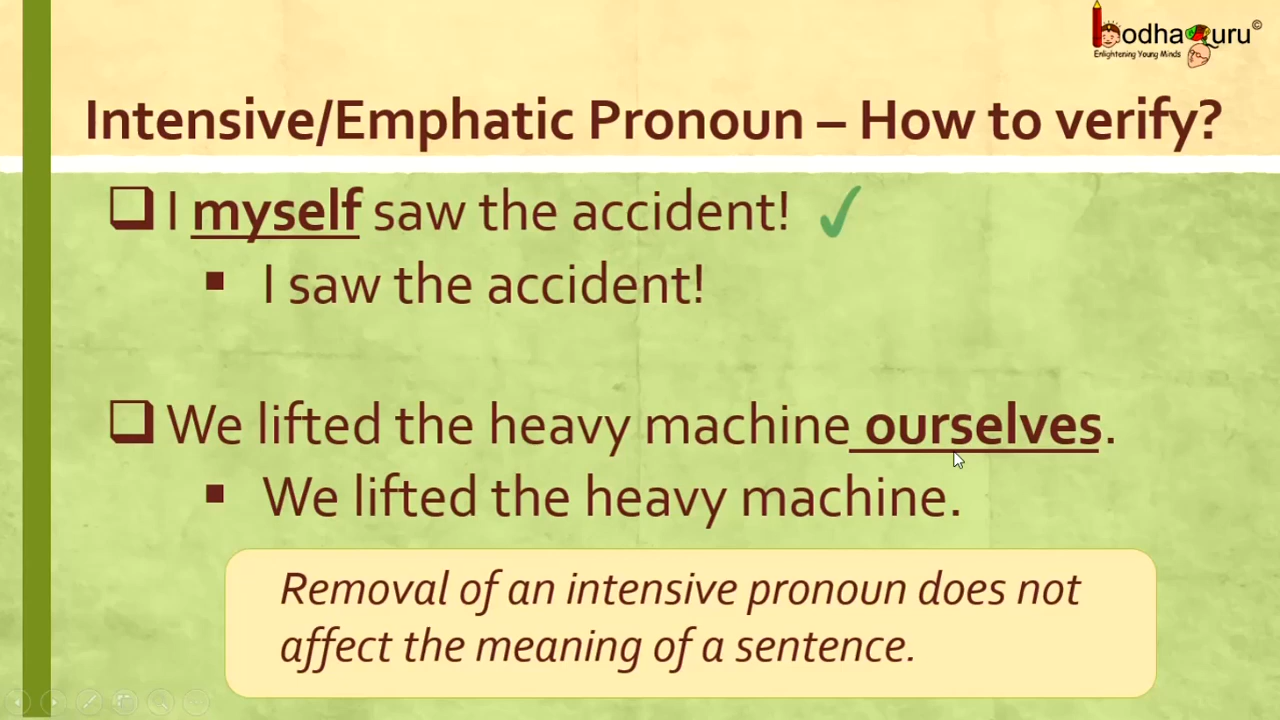 bodhaguru©
Enlightening Young Minds
Intensive/Emphatic Pronoun – How to verify?
I myself saw the accident!
I saw the accident!
We lifted the heavy machine ourselves.
We lifted the heavy machine.
Removal of an intensive pronoun does not
affect the meaning of a sentence.